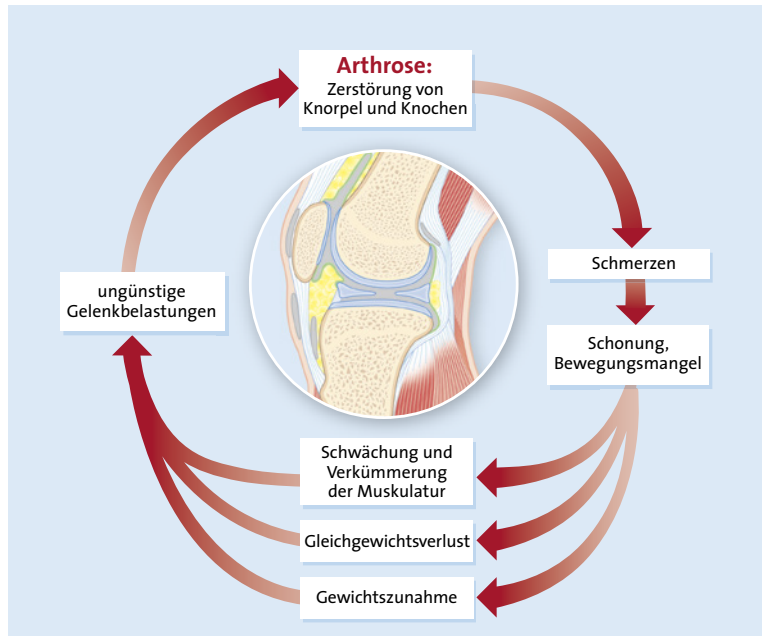 Arthrose:
Zerstörung von
Knorpel und Knochen
Schmerzen
Schonung,
Bewegungsmangel
Schwächung und
Verkümmerung
der Muskulatur
Gleichgewichtsverlust
Gewichtszunahme
ungünstige
Gelenkbelastungen